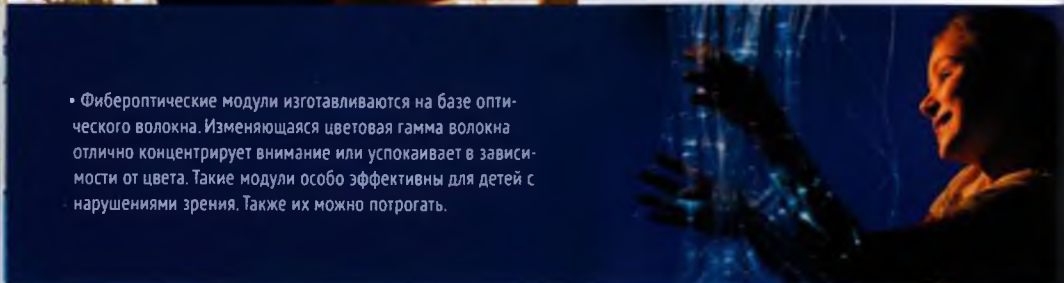 • Фибероптические модули изготавливаются на базе опти-
ческого волокна. Изменяющаяся цветовая гамма волокна
отлично концентрирует внимание или успокаивает в зависи-
мости от цвета. Такие модули особо эффективны для детей с
нарушениями зрения. Также их можно потрогать.